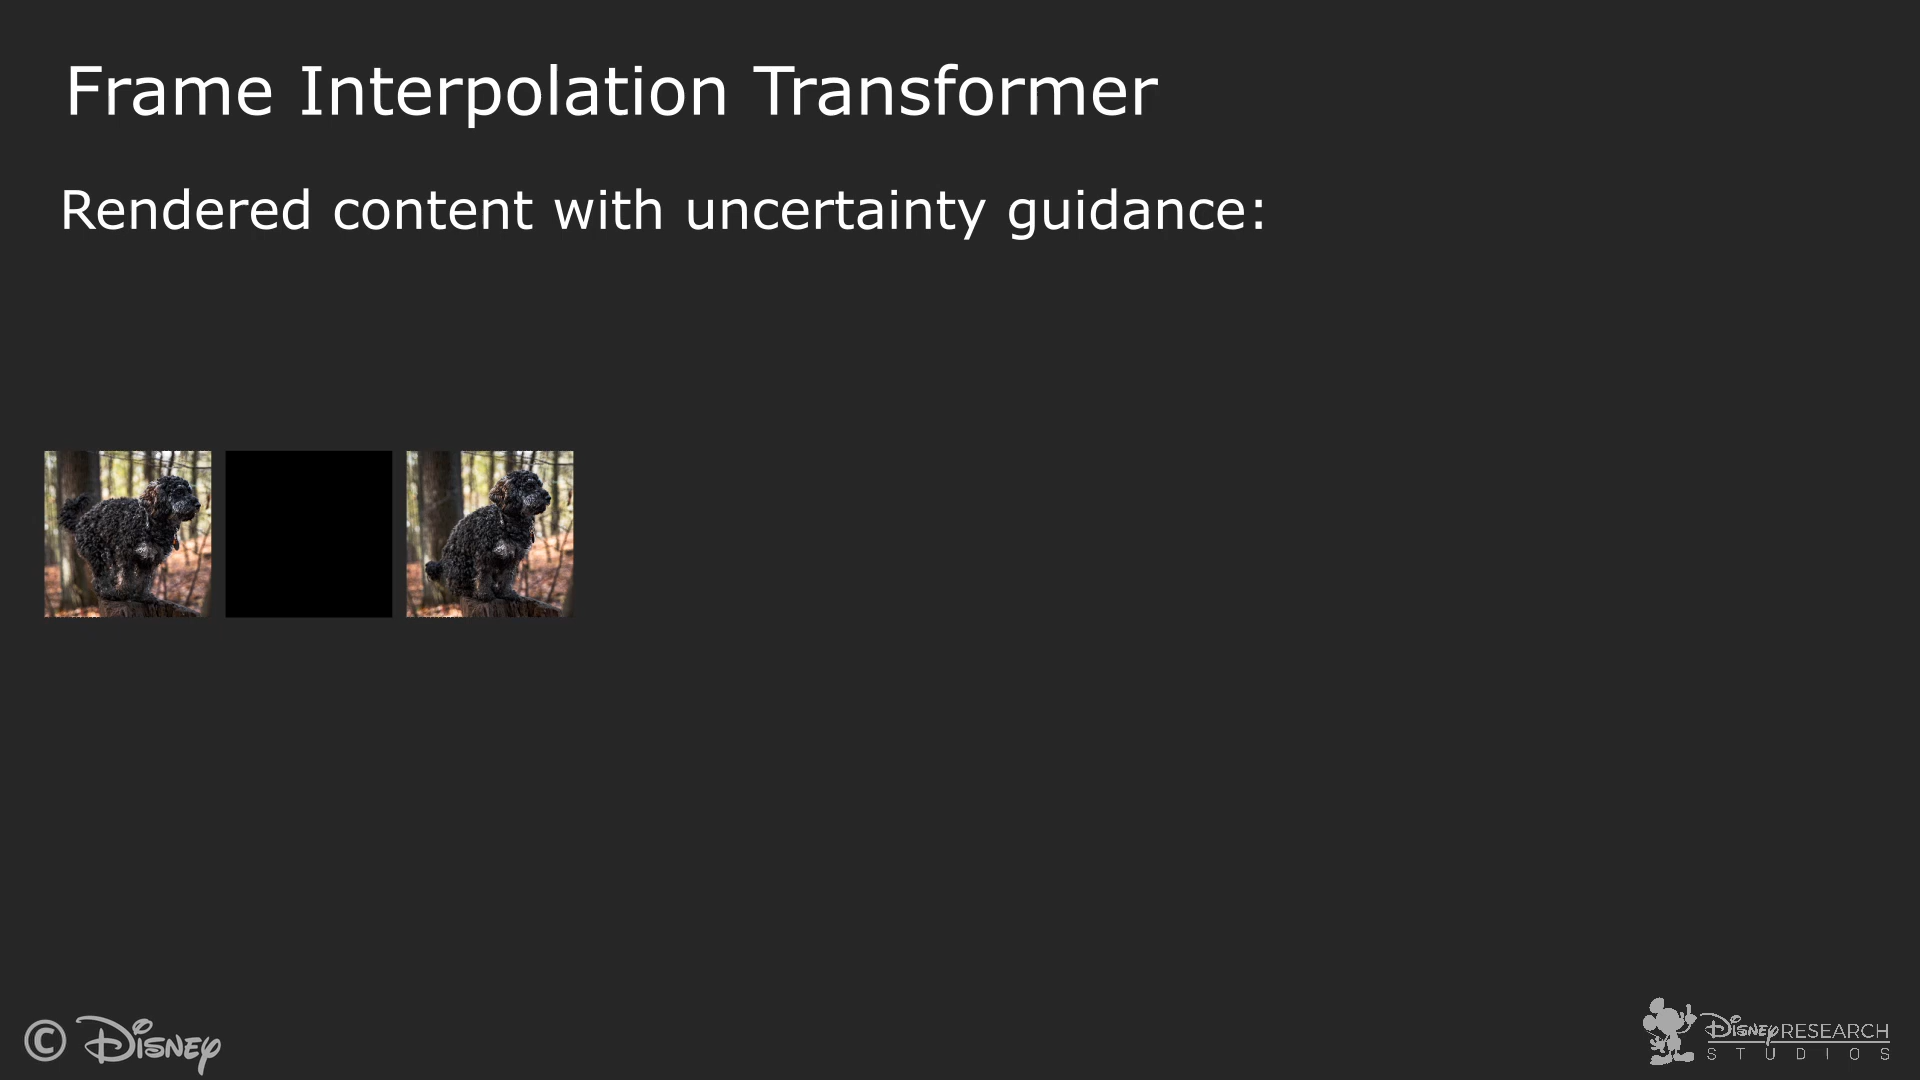 Frame Interpolation Transformer
Rendered content with uncertainty guidance:
© Disney
Disney RESEARCH
STUDIOS